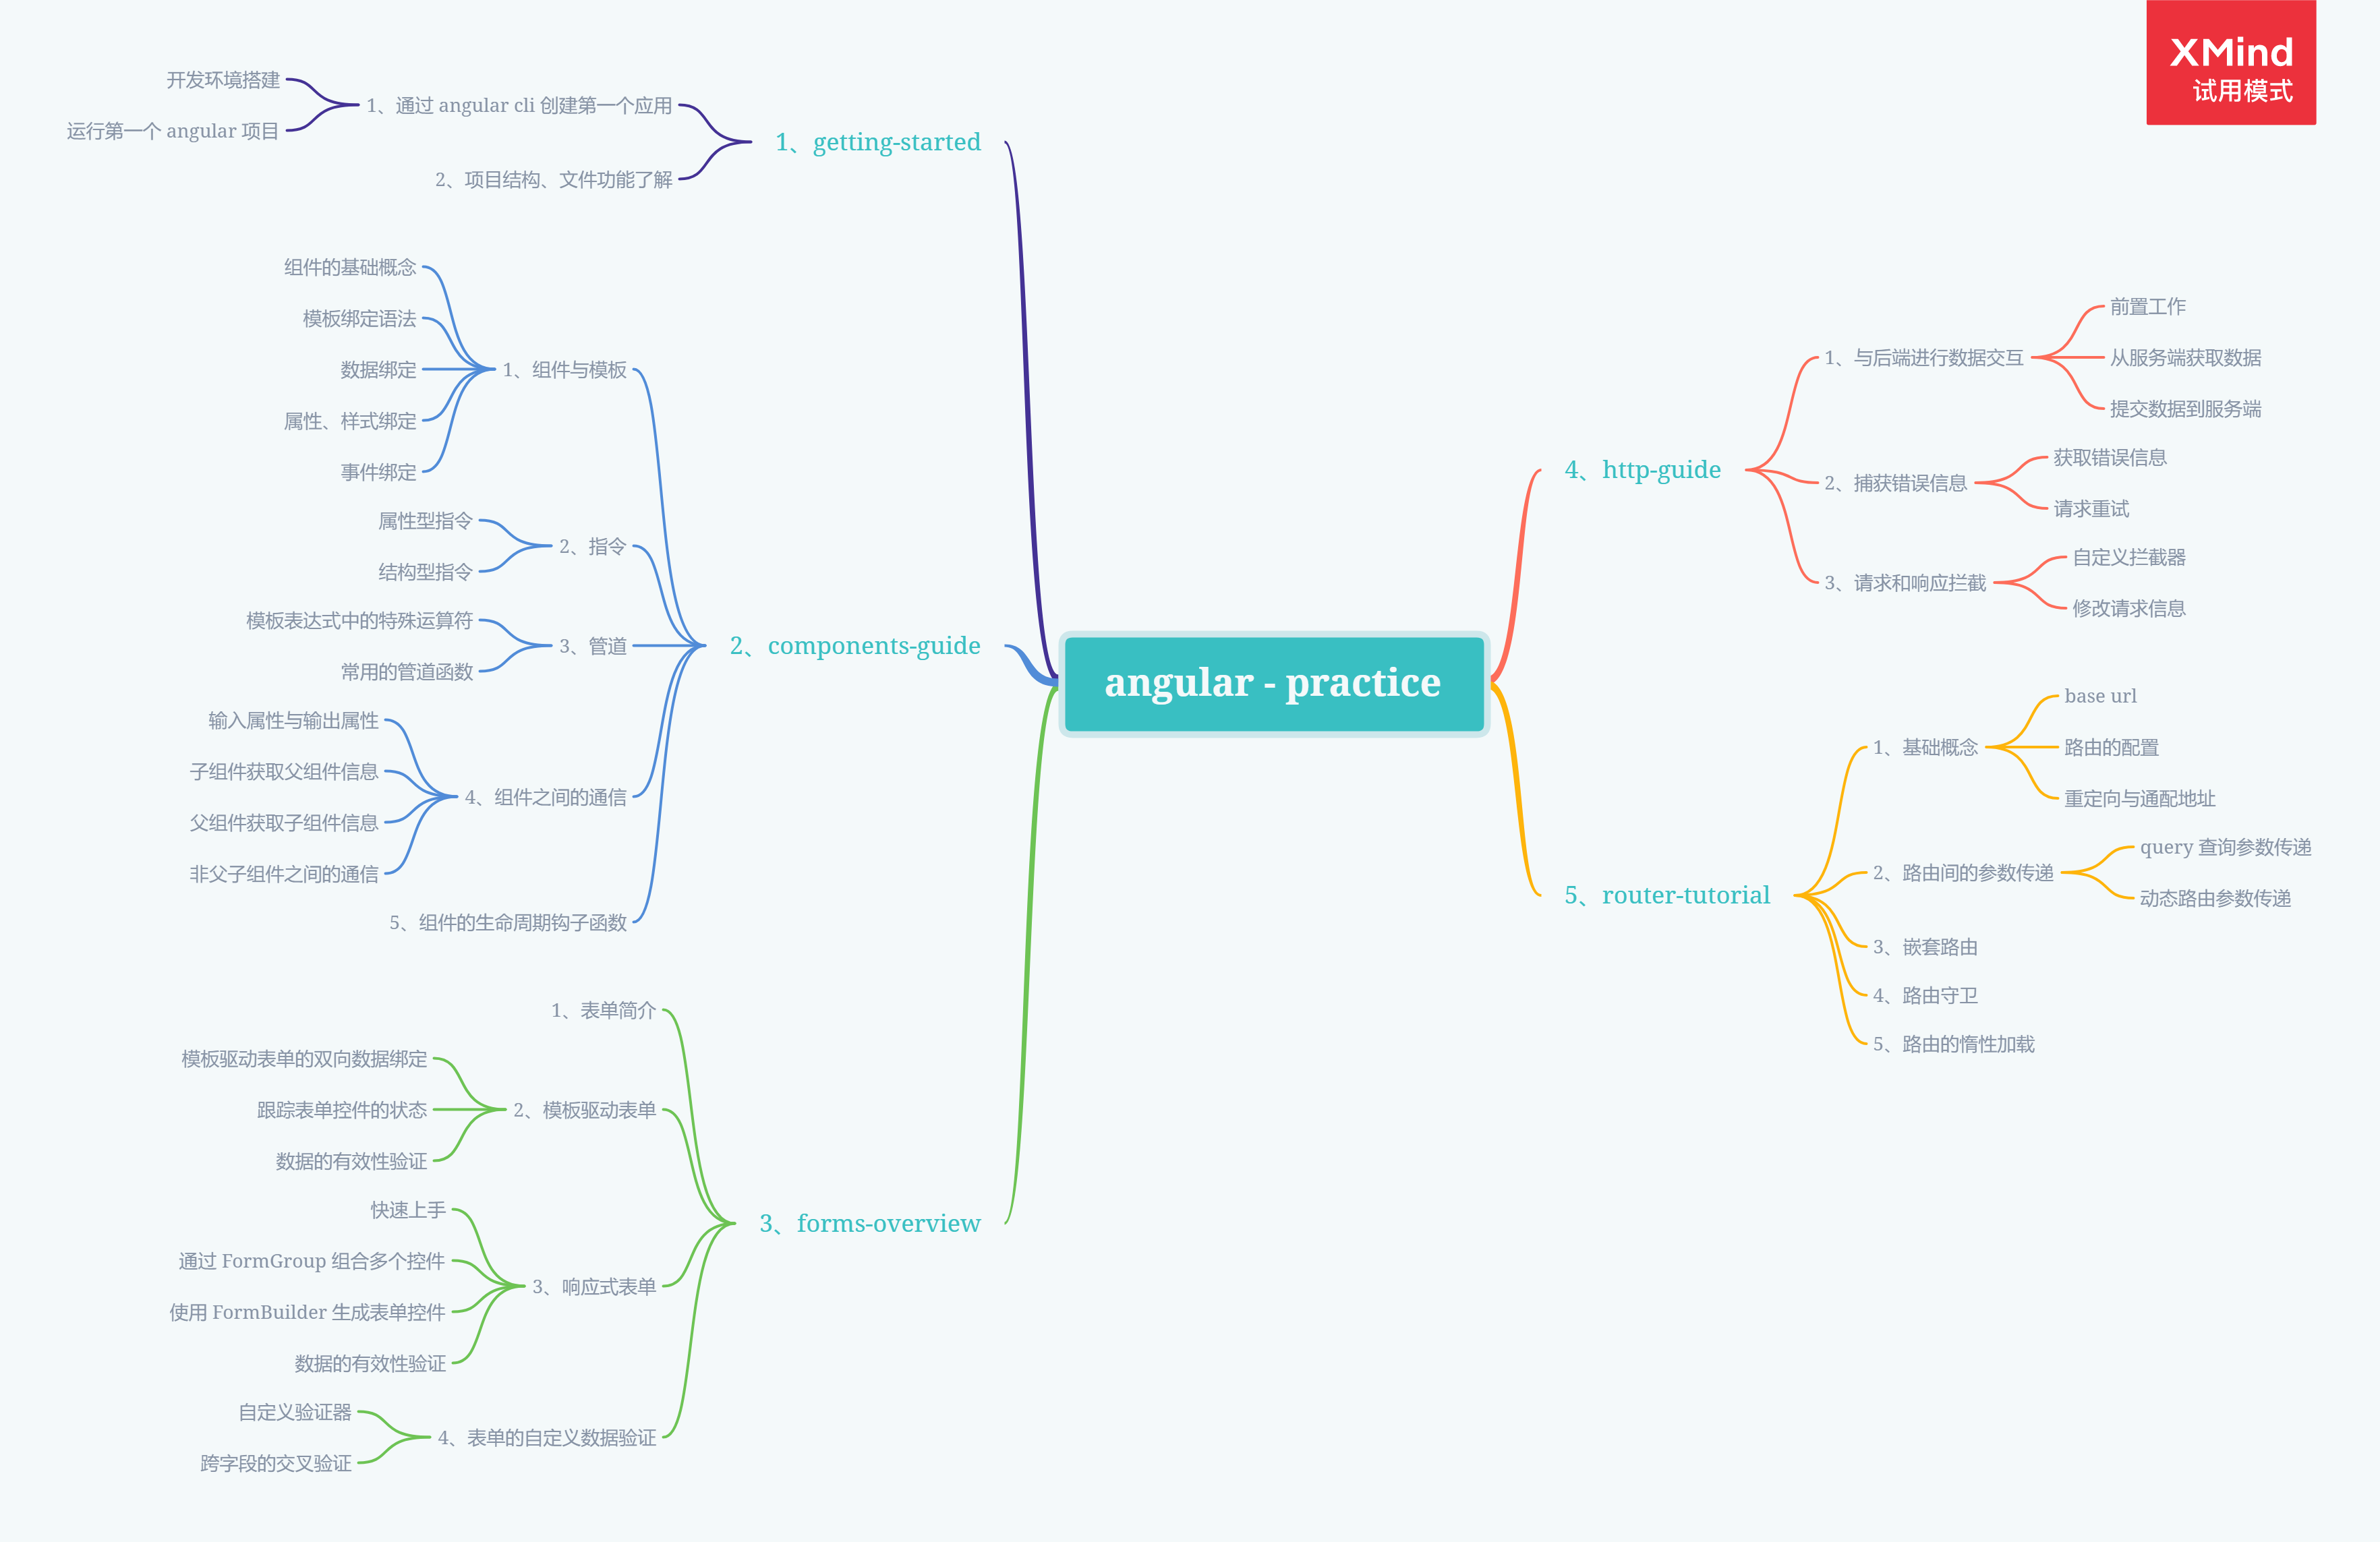 XMind
试用模式
angular - practice
1、getting-started
1、通过 angular cli 创建第一个应用
开发环境搭建
运行第一个 angular 项目
2、项目结构、文件功能了解
2、components-guide
1、组件与模板
组件的基础概念
模板绑定语法
数据绑定
属性、样式绑定
事件绑定
2、指令
属性型指令
结构型指令
3、管道
模板表达式中的特殊运算符
常用的管道函数
4、组件之间的通信
输入属性与输出属性
子组件获取父组件信息
父组件获取子组件信息
非父子组件之间的通信
5、组件的生命周期钩子函数
3、forms-overview
1、表单简介
2、模板驱动表单
模板驱动表单的双向数据绑定
跟踪表单控件的状态
数据的有效性验证
3、响应式表单
快速上手
通过 FormGroup 组合多个控件
使用 FormBuilder 生成表单控件
数据的有效性验证
4、表单的自定义数据验证
自定义验证器
跨字段的交叉验证
4、http-guide
1、与后端进行数据交互
前置工作
从服务端获取数据
提交数据到服务端
2、捕获错误信息
获取错误信息
请求重试
3、请求和响应拦截
自定义拦截器
修改请求信息
5、router-tutorial
1、基础概念
base url
路由的配置
重定向与通配地址
2、路由间的参数传递
query 查询参数传递
动态路由参数传递
3、嵌套路由
4、路由守卫
5、路由的惰性加载